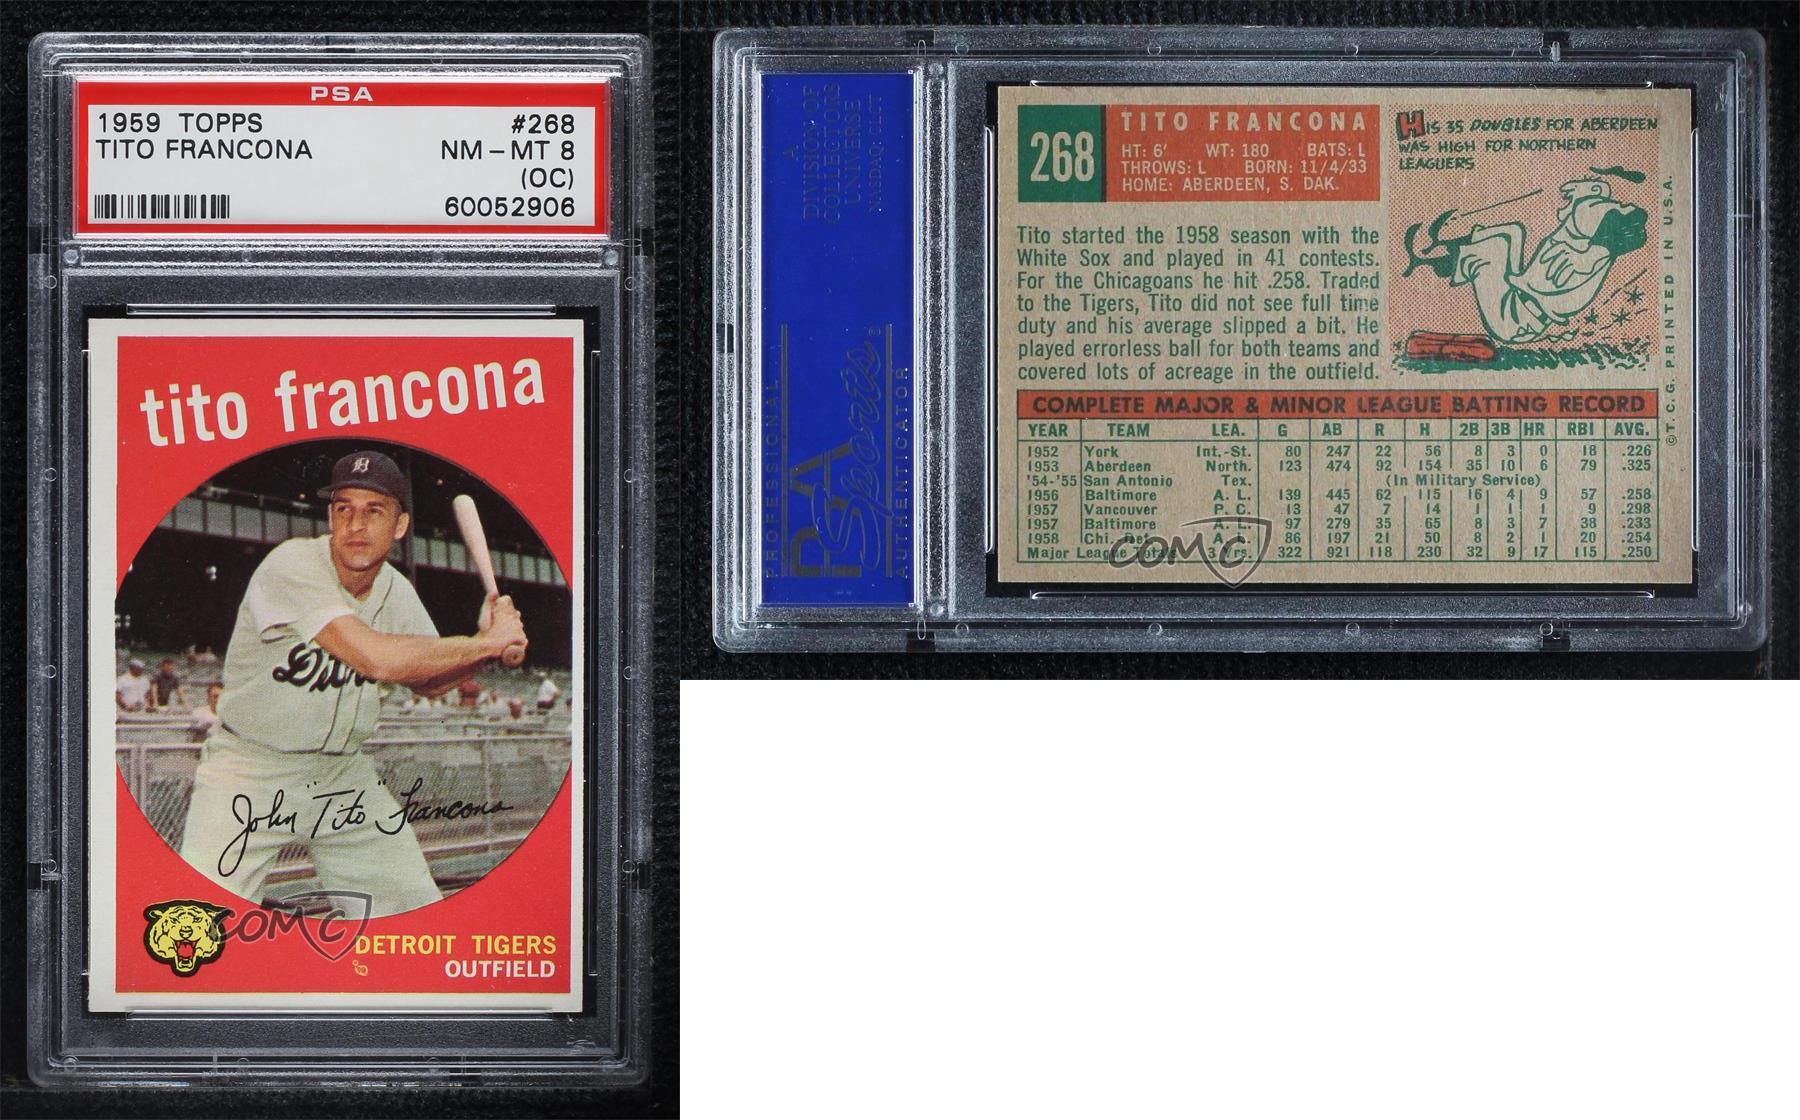 PSA
1959 TOPPS #268
TITO FRANCONA NM-MT 8
(OC)
60052906
tito francona
Detroit
John "Tito" Francona
COMC
DETROIT TIGERS
OUTFIELD
A
DIVISION OF
COLLECTORS
UNIVERSE
NASDAQ: CLCT
PROFESSIONAL
PSA
Sports®
AUTHENTICATOR
268
TITO FRANCONA
HT: 6' WT: 180 BATS: L
THROWS: L BORN: 11/4/33
HOME: ABERDEEN, S. DAK.
HIS 35 DOUBLES FOR ABERDEEN
WAS HIGH FOR NORTHERN
LEAGUERS
Tito started the 1958 season with the
White Sox and played in 41 contests.
For the Chicagoans he hit .258. Traded
to the Tigers, Tito did not see full time
duty and his average slipped a bit. He
played errorless ball for both teams and
covered lots of acreage in the outfield.
COMPLETE MAJOR & MINOR LEAGUE BATTING RECORD
YEAR TEAM LEA. G AB R H 2B 3B HR RBI AVG.
1952 York Int.-St. 80 247 22 56 8 3 0 18 .226
1953 Aberdeen North. 123 474 92 154 35 10 6 79 .325
'54-'55 San Antonio Tex. (In Military Service)
1956 Baltimore A. L. 139 445 62 115 16 4 9 57 .258
1957 Vancouver P. C. 13 47 7 14 1 1 1 9 .298
1957 Baltimore A. L. 97 279 35 65 8 3 7 38 .233
1958 Chi.-Det. A. L. 86 197 21 50 8 2 1 20 .254
Major League Totals 3 Yrs. 322 921 118 230 32 9 17 115 .250
COMC
©T.C.G. PRINTED IN U.S.A.